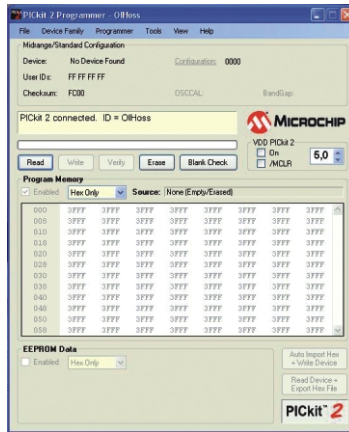 PICkit 2 Programmer - OlHoss
File Device Family Programmer Tools View Help
Midrange/Standard Configuration
Device: No Device Found Configuration: 0000
User IDs: FF FF FF FF
Checksum: FC00 OSCCAL: BandGap:
PICkit 2 connected. ID = OlHoss
MICROCHIP
VDD PICkit 2
On
/MCLR
5,0
Read Write Verify Erase Blank Check
Program Memory
Enabled Hex Only Source: None (Empty/Erased)
000 3FFF 3FFF 3FFF 3FFF 3FFF 3FFF 3FFF 3FFF
008 3FFF 3FFF 3FFF 3FFF 3FFF 3FFF 3FFF 3FFF
010 3FFF 3FFF 3FFF 3FFF 3FFF 3FFF 3FFF 3FFF
018 3FFF 3FFF 3FFF 3FFF 3FFF 3FFF 3FFF 3FFF
020 3FFF 3FFF 3FFF 3FFF 3FFF 3FFF 3FFF 3FFF
028 3FFF 3FFF 3FFF 3FFF 3FFF 3FFF 3FFF 3FFF
030 3FFF 3FFF 3FFF 3FFF 3FFF 3FFF 3FFF 3FFF
038 3FFF 3FFF 3FFF 3FFF 3FFF 3FFF 3FFF 3FFF
040 3FFF 3FFF 3FFF 3FFF 3FFF 3FFF 3FFF 3FFF
048 3FFF 3FFF 3FFF 3FFF 3FFF 3FFF 3FFF 3FFF
050 3FFF 3FFF 3FFF 3FFF 3FFF 3FFF 3FFF 3FFF
058 3FFF 3FFF 3FFF 3FFF 3FFF 3FFF 3FFF 3FFF
EEPROM Data
Enabled Hex Only
Auto Import Hex
+ Write Device
Read Device +
Export Hex File
PICkit™ 2